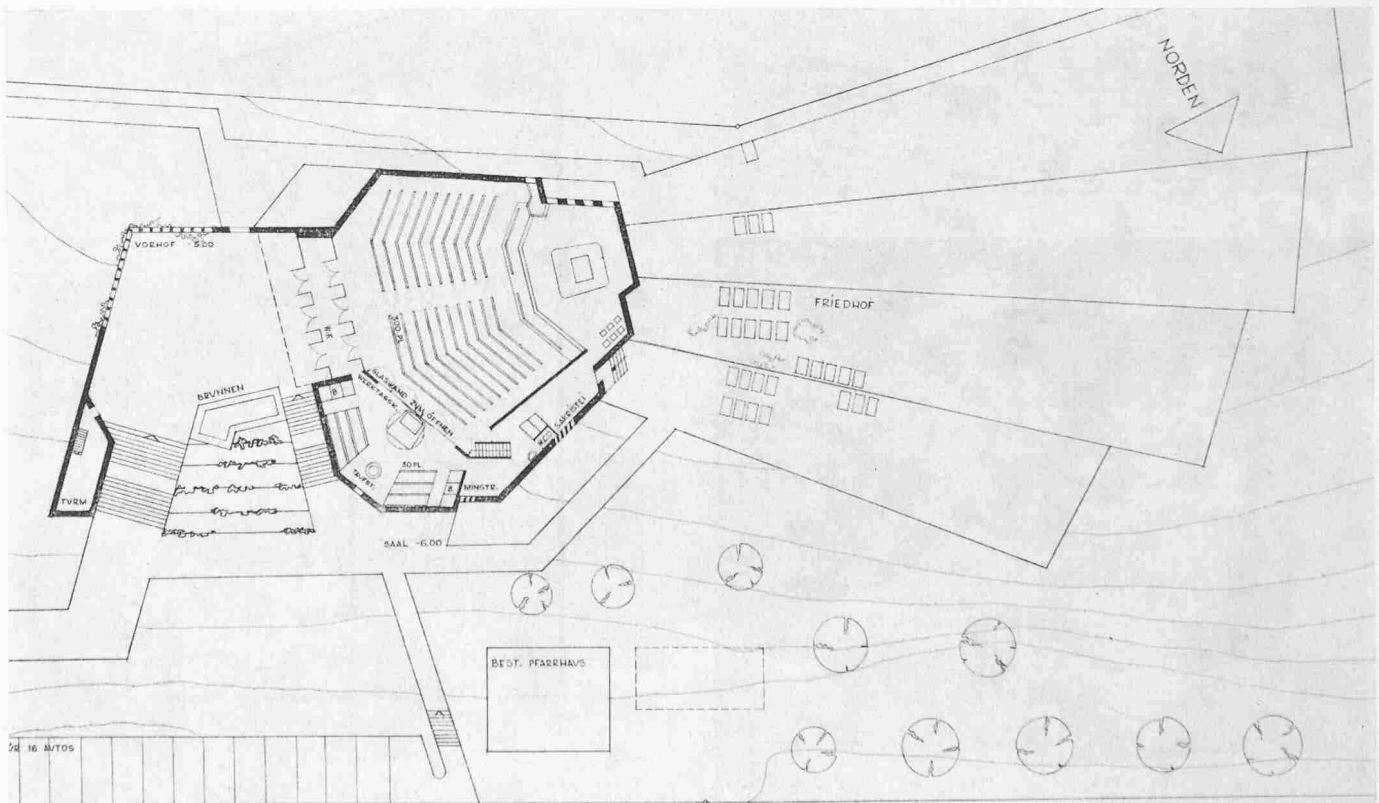 NORDEN
VORHOF -5.00
FRIEDHOF
W.F.
300 PL.
BRUNNEN
GLASWAND ZUM ÖFFNEN
WERKTAGSK.
B
SAKRISTEI
W.C.
TAUFST.
50 PL.
B
MINISTR.
TURM
SAAL -6.00
BEST. PFARRHAUS
FÜR 16 AUTOS